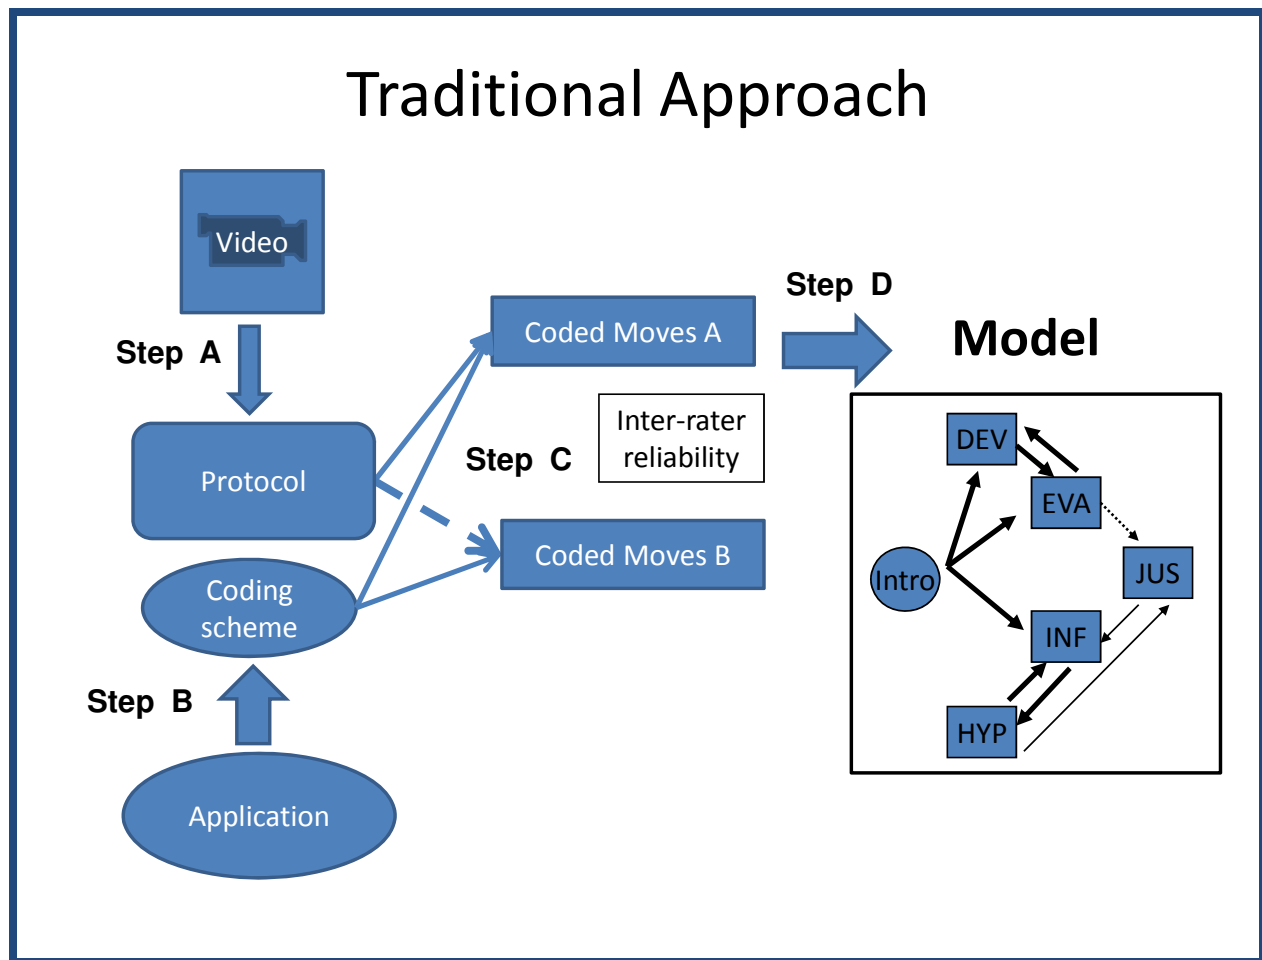 Traditional Approach
Video
Step A
Protocol
Coding
scheme
Step B
Application
Coded Moves A
Step C
Inter-rater
reliability
Coded Moves B
Step D
Model
DEV
EVA
Intro
JUS
INF
HYP